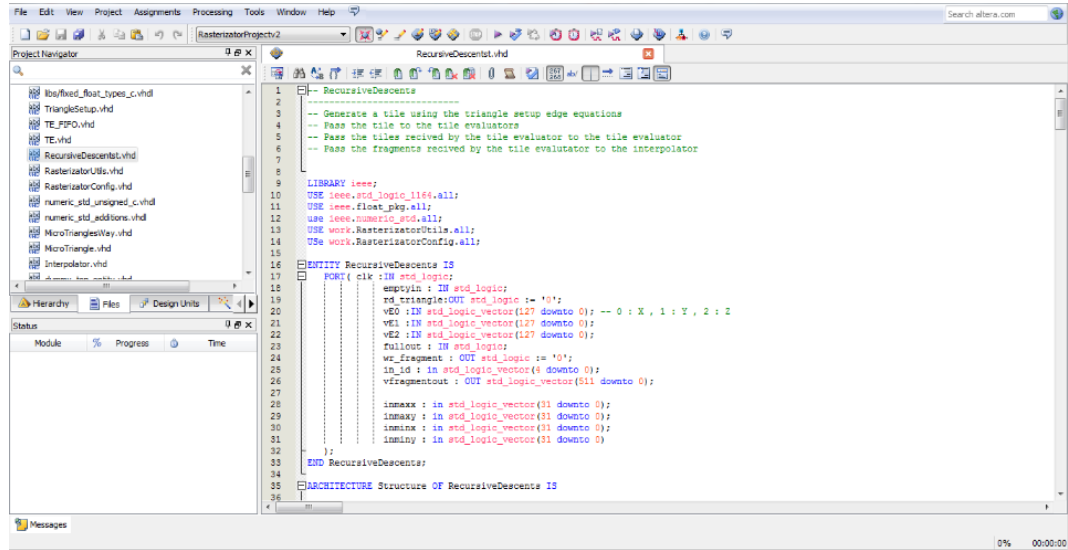 File Edit View Project Assignments Processing Tools Window Help
Search altera.com
RasterizatorProjectv2
Project Navigator
RecursiveDescentst.vhd
libs/fixed_float_types_c.vhdl
TriangleSetup.vhd
TE_FIFO.vhd
TE.vhd
RecursiveDescentst.vhd
RasterizatorUtils.vhd
RasterizatorConfig.vhd
numeric_std_unsigned_c.vhdl
numeric_std_additions.vhdl
MicroTrianglesWay.vhd
MicroTriangle.vhd
Interpolator.vhd
Hierarchy Files Design Units
Status
Module % Progress Time
1 -- RecursiveDescents
2 ----------------------------
3 -- Generate a tile using the triangle setup edge equations
4 -- Pass the tile to the tile evaluators
5 -- Pass the tiles recived by the tile evaluator to the tile evaluator
6 -- Pass the fragments recived by the tile evalutator to the interpolator
7
8
9 LIBRARY ieee;
10 USE ieee.std_logic_1164.all;
11 USE ieee.float_pkg.all;
12 use ieee.numeric_std.all;
13 USE work.RasterizatorUtils.all;
14 USe work.RasterizatorConfig.all;
15
16 ENTITY RecursiveDescents IS
17 PORT( clk :IN std_logic;
18 emptyin : IN std_logic;
19 rd_triangle:OUT std_logic := '0';
20 vE0 :IN std_logic_vector(127 downto 0); -- 0 : X , 1 : Y , 2 : Z
21 vE1 :IN std_logic_vector(127 downto 0);
22 vE2 :IN std_logic_vector(127 downto 0);
23 fullout : IN std_logic;
24 wr_fragment : OUT std_logic := '0';
25 in_id : in std_logic_vector(4 downto 0);
26 vfragmentout : OUT std_logic_vector(511 downto 0);
27
28 inmaxx : in std_logic_vector(31 downto 0);
29 inmaxy : in std_logic_vector(31 downto 0);
30 inminx : in std_logic_vector(31 downto 0);
31 inminy : in std_logic_vector(31 downto 0)
32 );
33 END RecursiveDescents;
34
35 ARCHITECTURE Structure OF RecursiveDescents IS
36
Messages
0% 00:00:00